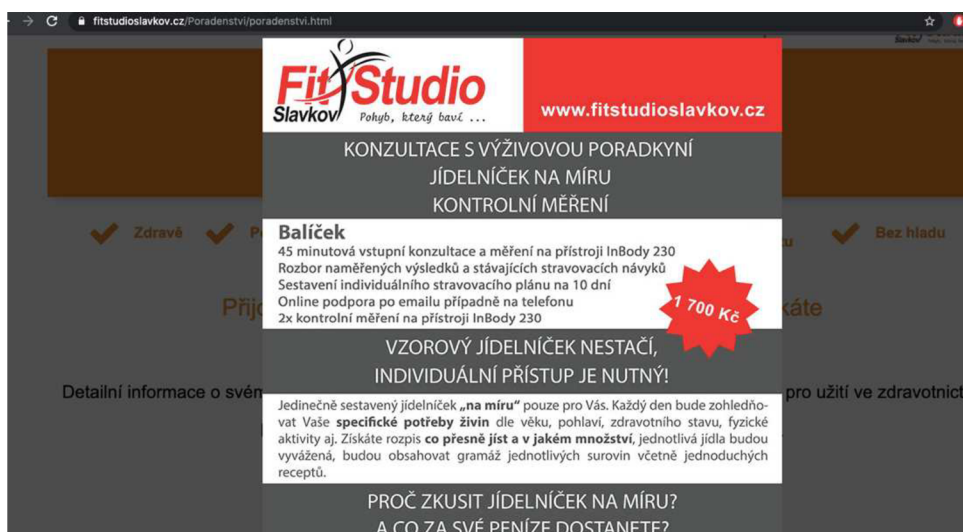 fitstudioslavkov.cz/Poradenstvi/poradenstvi.html
Slavkov
Fit Studio
Slavkov
Pohyb, který baví ...
www.fitstudioslavkov.cz
KONZULTACE S VÝŽIVOVOU PORADKYNÍ
JÍDELNÍČEK NA MÍRU
KONTROLNÍ MĚŘENÍ
Zdravě
Bez hladu
Balíček
45 minutová vstupní konzultace a měření na přístroji InBody 230
Rozbor naměřených výsledků a stávajících stravovacích návyků
Sestavení individuálního stravovacího plánu na 10 dní
Online podpora po emailu případně na telefonu
2x kontrolní měření na přístroji InBody 230
1 700 Kč
VZOROVÝ JÍDELNÍČEK NESTAČÍ,
INDIVIDUÁLNÍ PŘÍSTUP JE NUTNÝ!
Detailní informace o svém
pro užití ve zdravotnict
Jedinečně sestavený jídelníček „na míru“ pouze pro Vás. Každý den bude zohledňo-
vat Vaše specifické potřeby živin dle věku, pohlaví, zdravotního stavu, fyzické
aktivity aj. Získáte rozpis co přesně jíst a v jakém množství, jednotlivá jídla budou
vyvážená, budou obsahovat gramáž jednotlivých surovin včetně jednoduchých
receptů.
PROČ ZKUSIT JÍDELNÍČEK NA MÍRU?
A CO ZA SVÉ PENÍZE DOSTANETE?